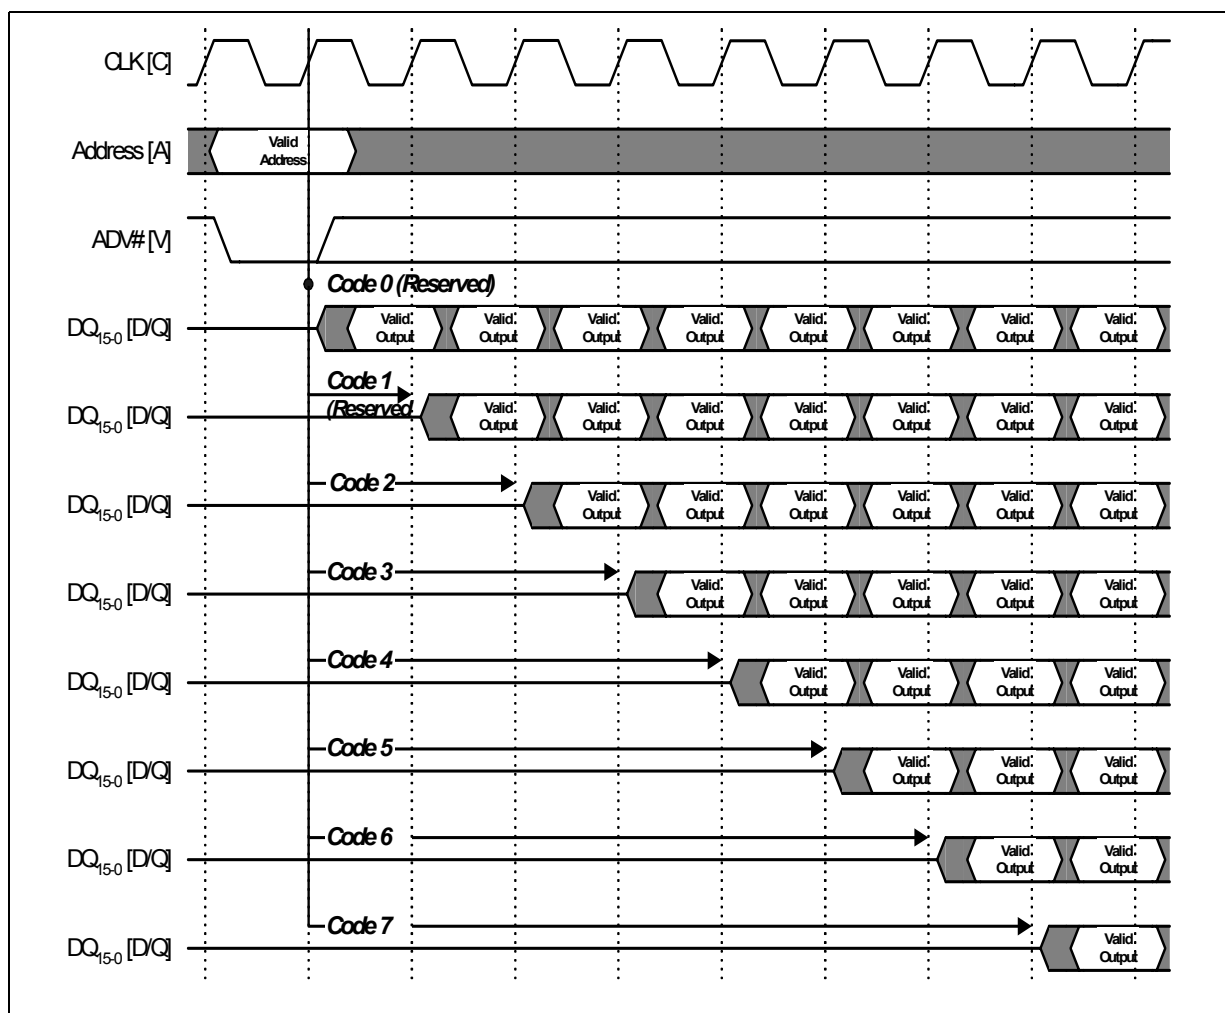 CLK [C]
Address [A]
Valid
Address
ADV# [V]
Code 0 (Reserved)
DQ15-0 [D/Q]
Valid Valid Valid Valid Valid Valid Valid Valid
Output Output Output Output Output Output Output Output
Code 1
(Reserved
DQ15-0 [D/Q]
Valid Valid Valid Valid Valid Valid Valid
Output Output Output Output Output Output Output
Code 2
DQ15-0 [D/Q]
Valid Valid Valid Valid Valid Valid
Output Output Output Output Output Output
Code 3
DQ15-0 [D/Q]
Valid Valid Valid Valid Valid
Output Output Output Output Output
Code 4
DQ15-0 [D/Q]
Valid Valid Valid Valid
Output Output Output Output
Code 5
DQ15-0 [D/Q]
Valid Valid Valid
Output Output Output
Code 6
DQ15-0 [D/Q]
Valid Valid
Output Output
Code 7
DQ15-0 [D/Q]
Valid
Output